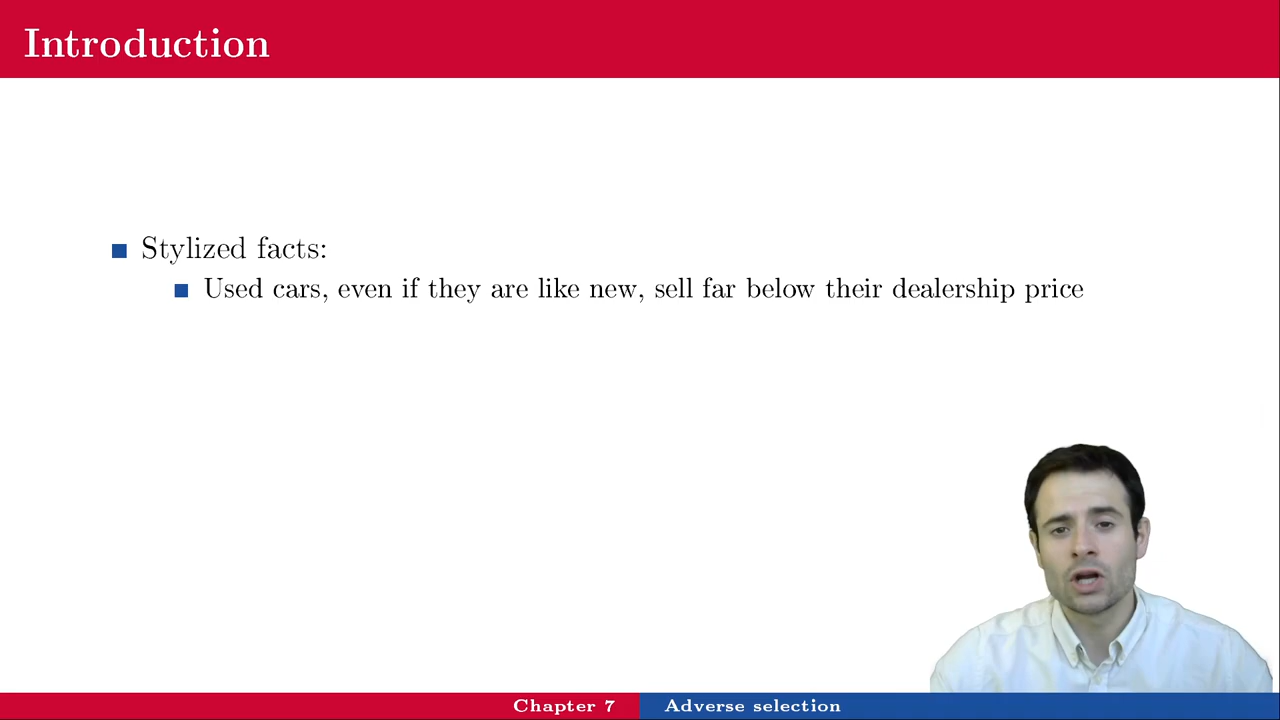 Introduction
Stylized facts:
Used cars, even if they are like new, sell far below their dealership price
Chapter 7
Adverse selection